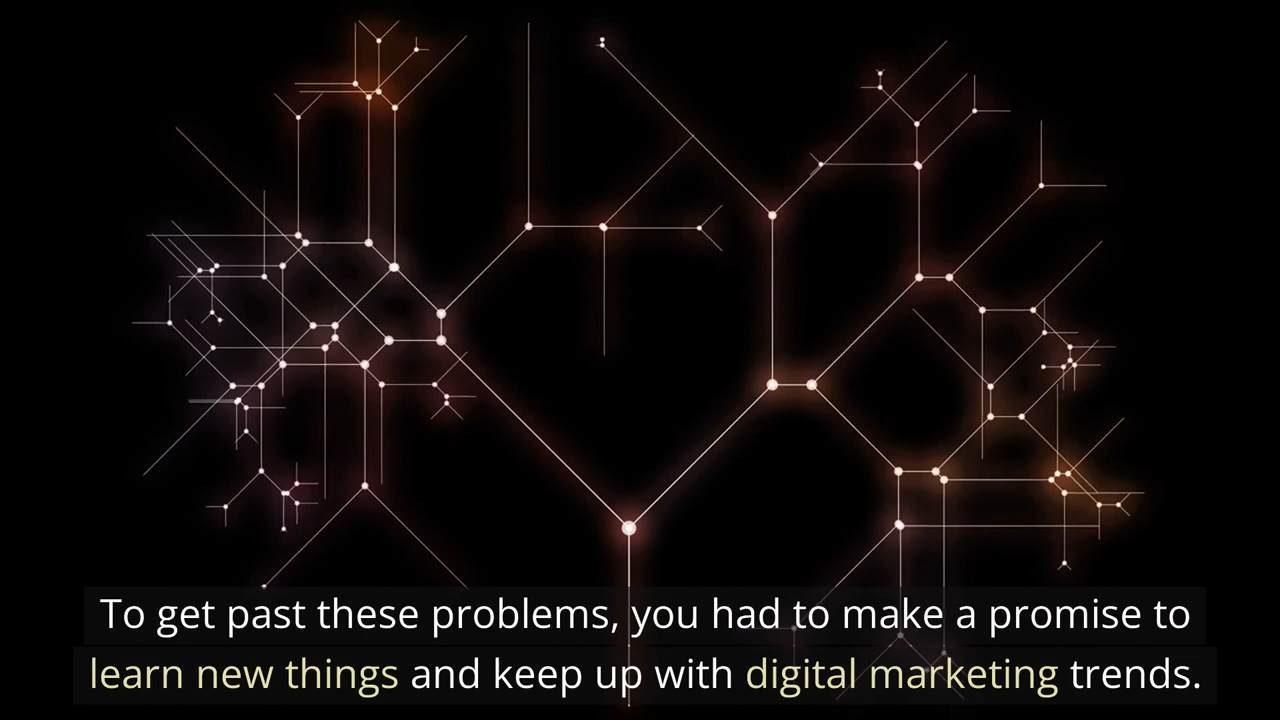 To get past these problems, you had to make a promise to
learn new things and keep up with digital marketing trends.